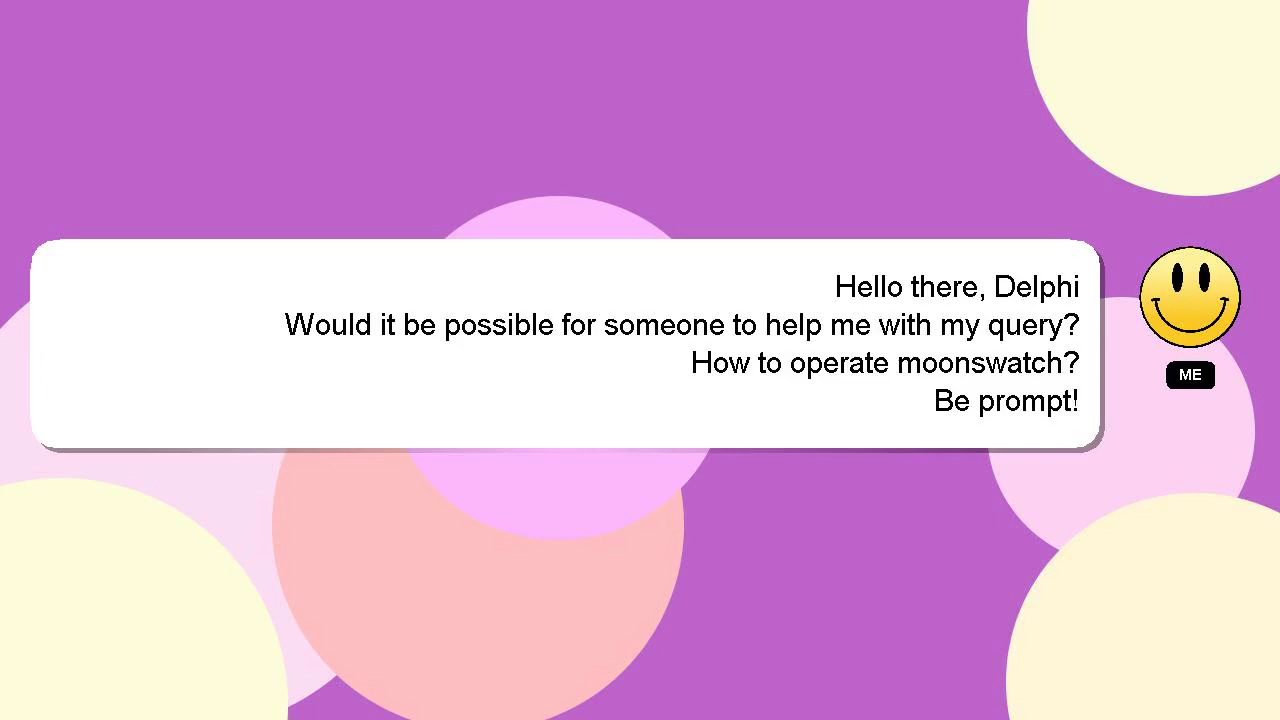 Hello there, Delphi
Would it be possible for someone to help me with my query?
How to operate moonswatch?
Be prompt!
ME